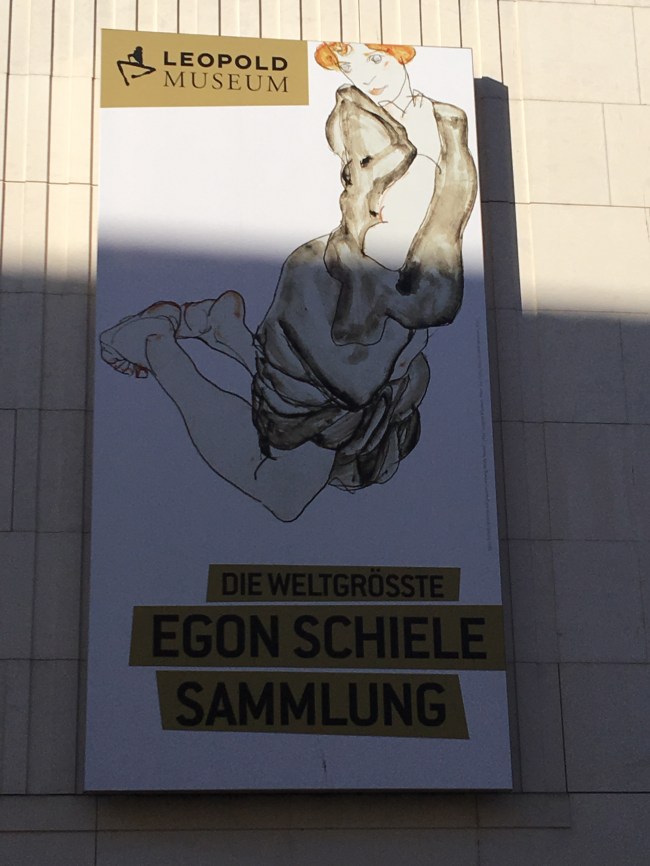 LEOPOLD
MUSEUM
DIE WELTGRÖSSTE
EGON SCHIELE
SAMMLUNG